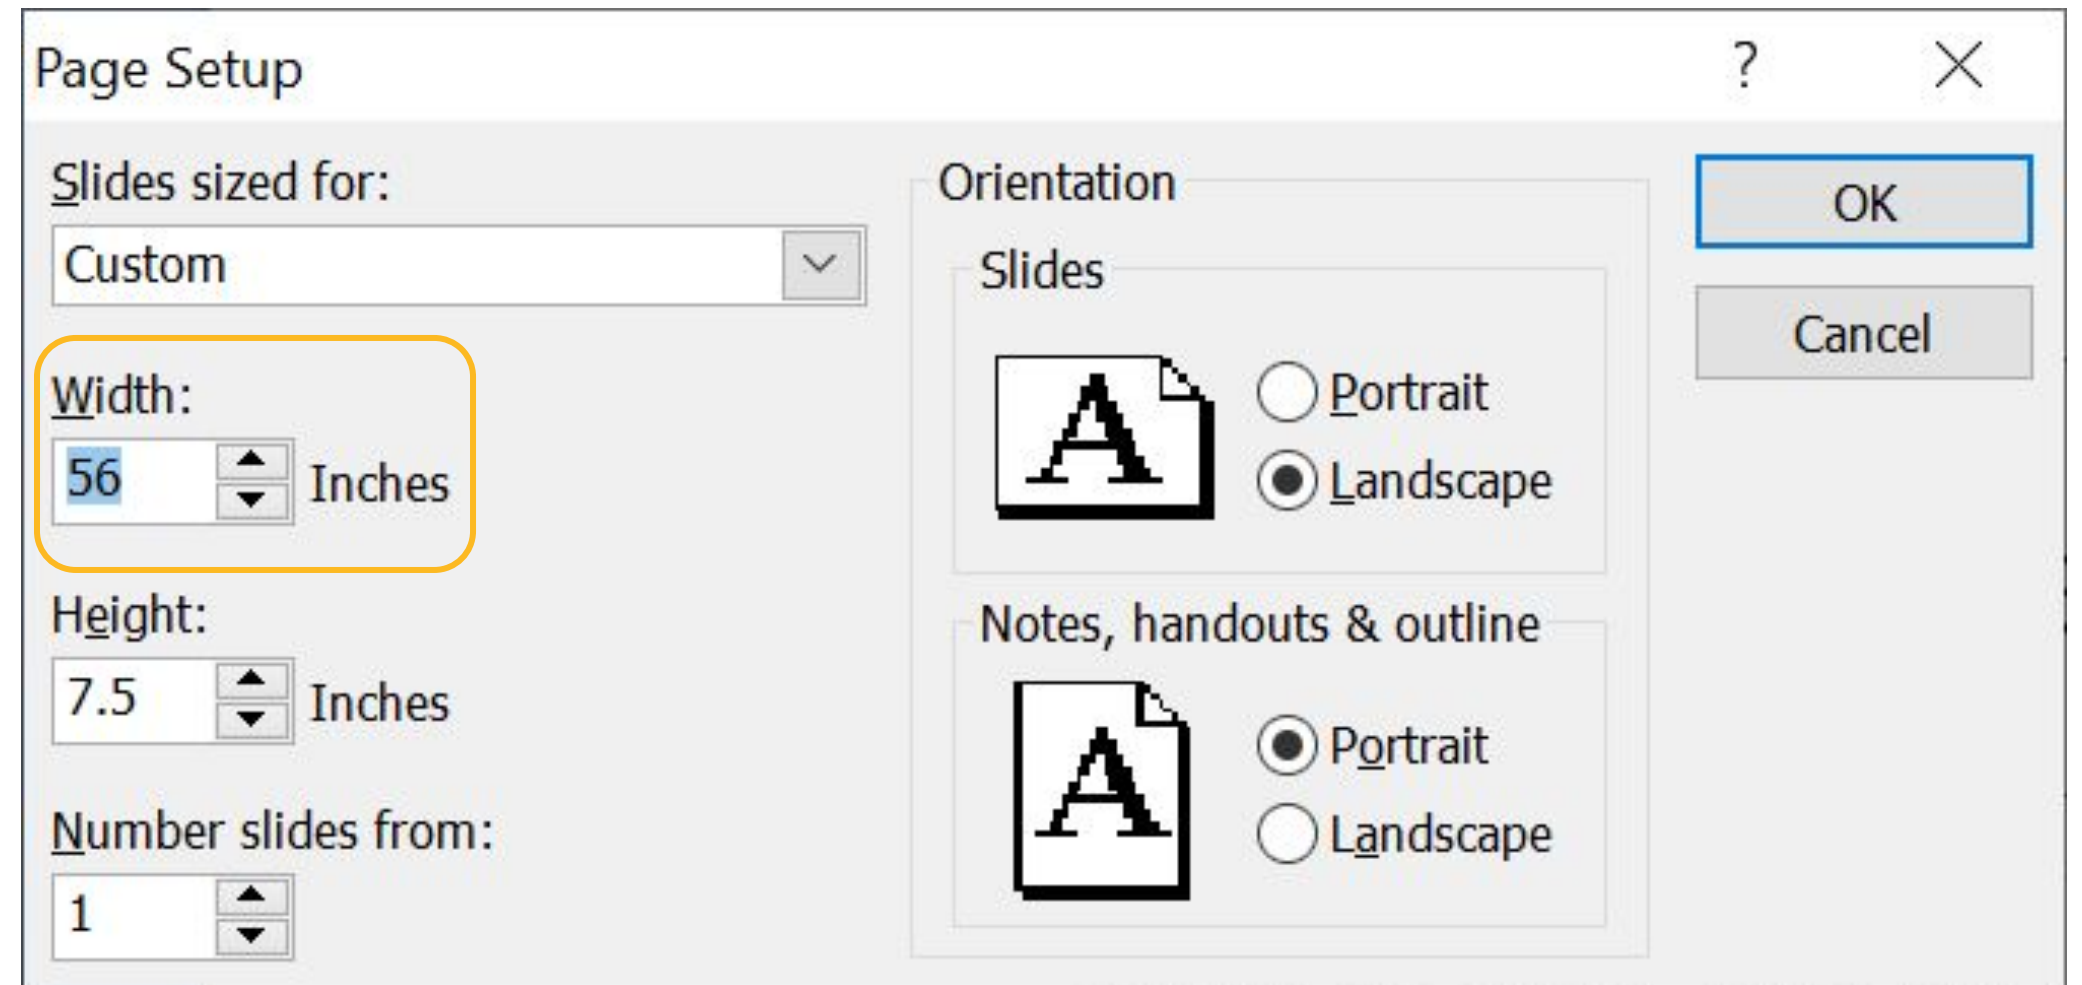 Page Setup ?
Slides sized for:
Custom
Width:
56 Inches
Height:
7.5 Inches
Number slides from:
1
Orientation
Slides
A
Portrait
Landscape
Notes, handouts & outline
A
Portrait
Landscape
OK
Cancel